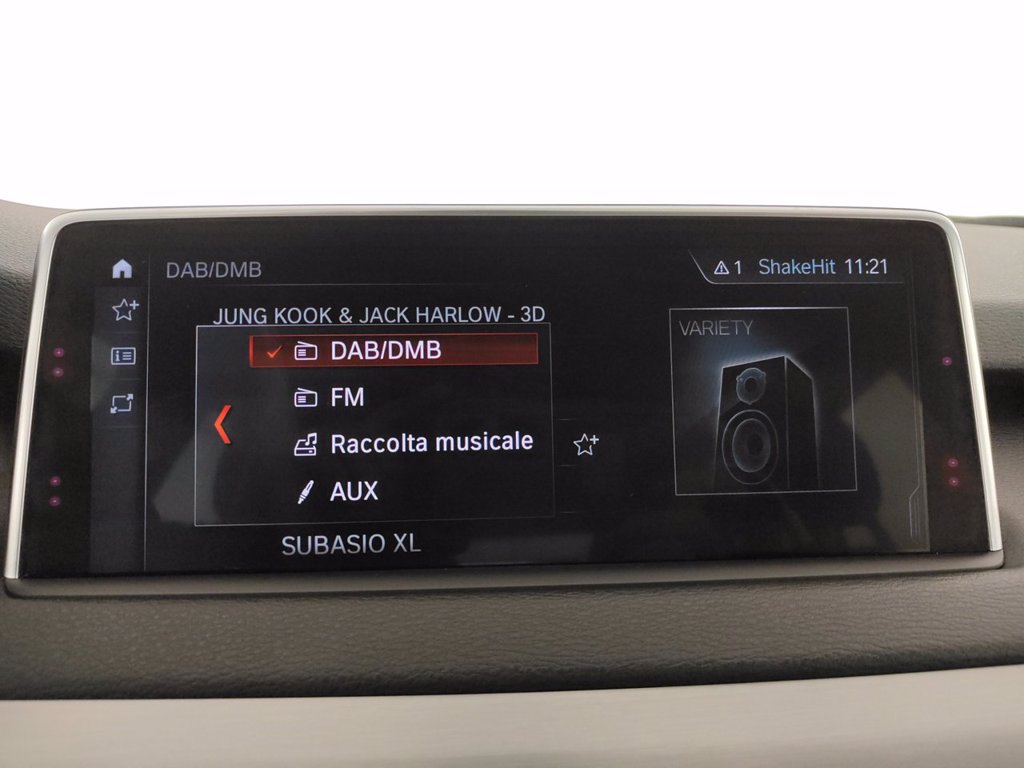 DAB/DMB
1 ShakeHit 11:21
JUNG KOOK & JACK HARLOW - 3D
DAB/DMB
FM
Raccolta musicale
AUX
SUBASIO XL
VARIETY